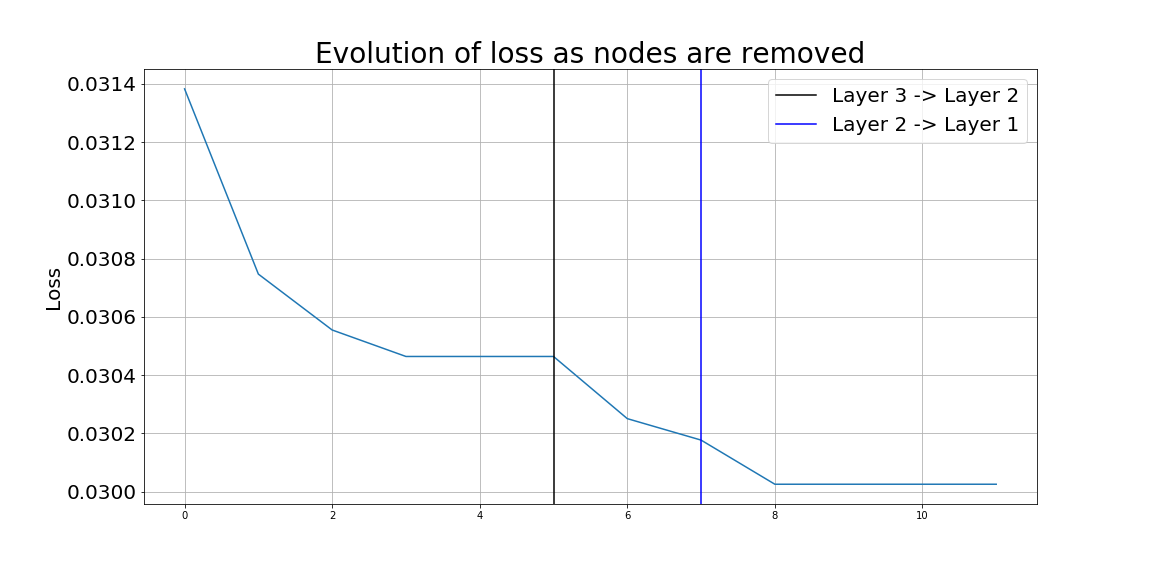 Evolution of loss as nodes are removed
Layer 3 -> Layer 2
Layer 2 -> Layer 1
Loss
0.0314
0.0312
0.0310
0.0308
0.0306
0.0304
0.0302
0.0300
0 2 4 6 8 10